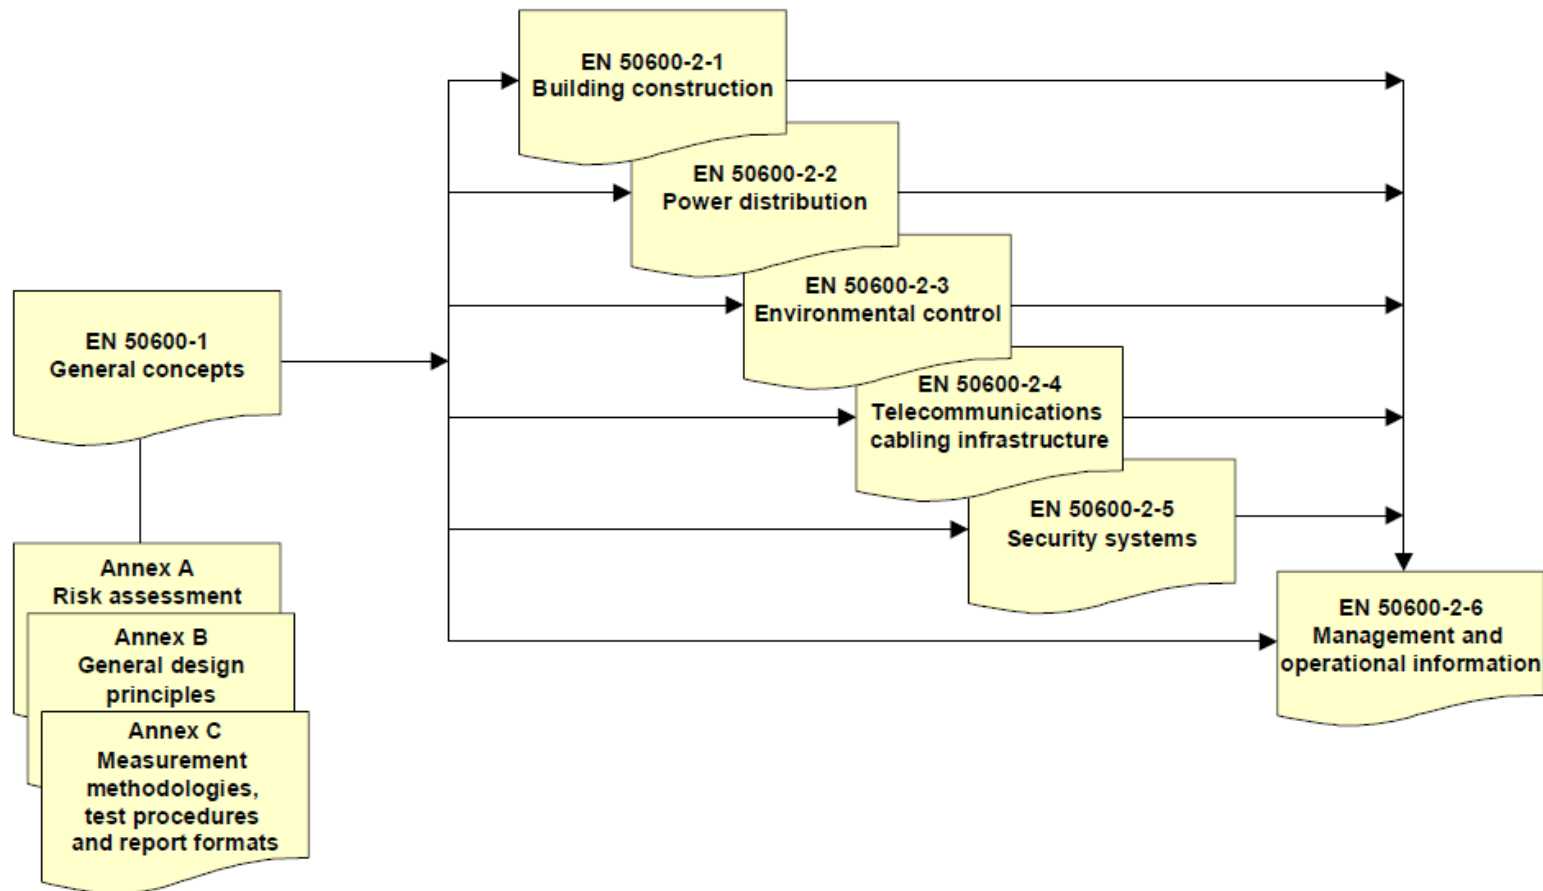 EN 50600-2-1
Building construction
EN 50600-2-2
Power distribution
EN 50600-2-3
Environmental control
EN 50600-1
General concepts
EN 50600-2-4
Telecommunications
cabling infrastructure
EN 50600-2-5
Security systems
Annex A
Risk assessment
EN 50600-2-6
Management and
operational information
Annex B
General design
principles
Annex C
Measurement
methodologies,
test procedures
and report formats